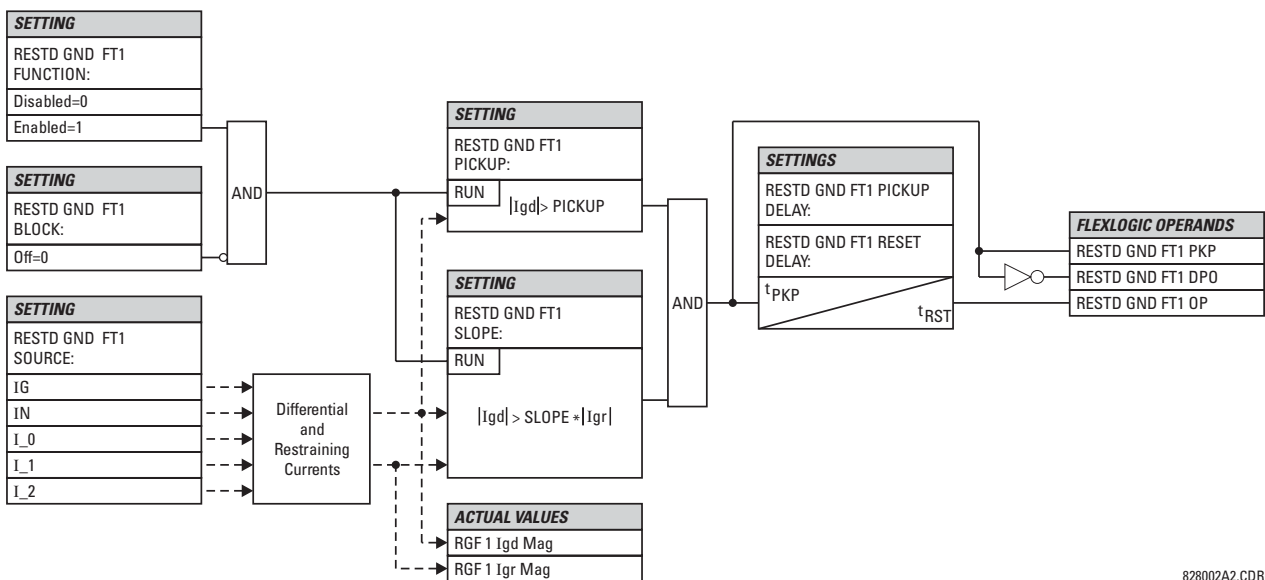 SETTING
RESTD GND FT1
FUNCTION:
Disabled=0
Enabled=1
SETTING
RESTD GND FT1
BLOCK:
Off=0
AND
SETTING
RESTD GND FT1
SOURCE:
IG
IN
I_0
I_1
I_2
Differential
and
Restraining
Currents
SETTING
RESTD GND FT1
PICKUP:
RUN
|Igd|> PICKUP
SETTING
RESTD GND FT1
SLOPE:
RUN
|Igd| > SLOPE *|Igr|
ACTUAL VALUES
RGF 1 Igd Mag
RGF 1 Igr Mag
AND
SETTINGS
RESTD GND FT1 PICKUP
DELAY:
RESTD GND FT1 RESET
DELAY:
tPKP
tRST
FLEXLOGIC OPERANDS
RESTD GND FT1 PKP
RESTD GND FT1 DPO
RESTD GND FT1 OP
828002A2.CDR